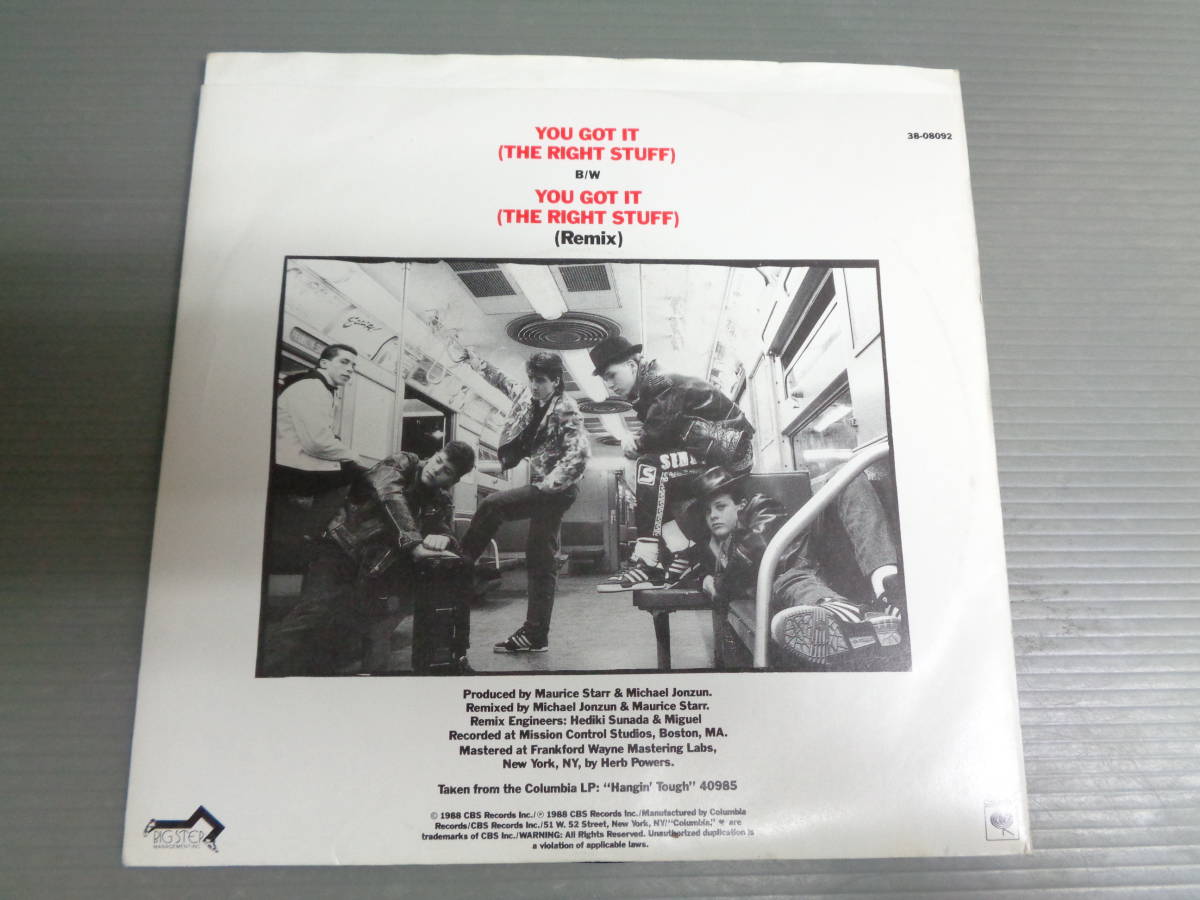 YOU GOT IT
(THE RIGHT STUFF)
38-08092
B/W
YOU GOT IT
(THE RIGHT STUFF)
(Remix)
Produced by Maurice Starr & Michael Jonzun.
Remixed by Michael Jonzun & Maurice Starr.
Remix Engineers: Hediki Sunada & Miguel
Recorded at Mission Control Studios, Boston, MA.
Mastered at Frankford Wayne Mastering Labs,
New York, NY, by Herb Powers.
Taken from the Columbia LP: “Hangin’ Tough” 40985
© 1988 CBS Records Inc./℗ 1988 CBS Records Inc./Manufactured by Columbia
Records/CBS Records Inc./51 W. 52 Street, New York, NY/“Columbia,” are
trademarks of CBS Inc./WARNING: All Rights Reserved. Unauthorized duplication is
a violation of applicable laws.
BIG STEP
MANAGEMENT INC.